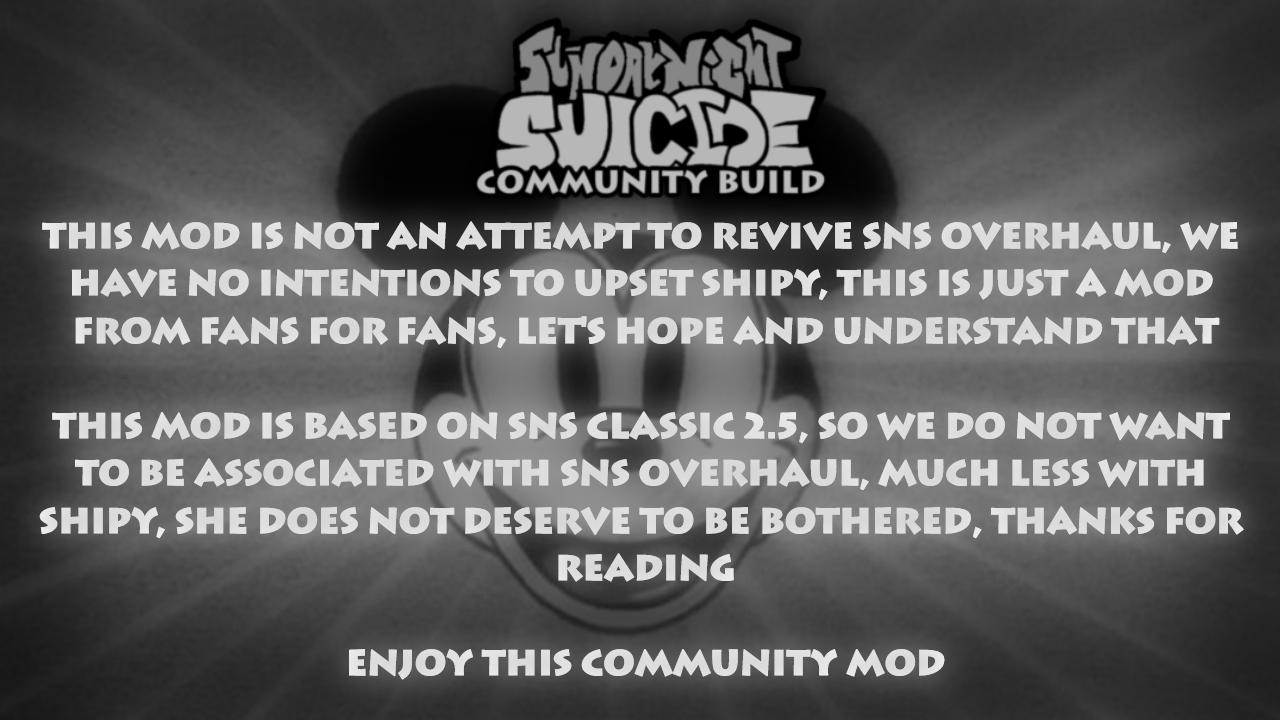 SUNDAY NIGHT
SUICIDE
COMMUNITY BUILD
THIS MOD IS NOT AN ATTEMPT TO REVIVE SNS OVERHAUL, WE
HAVE NO INTENTIONS TO UPSET SHIPY, THIS IS JUST A MOD
FROM FANS FOR FANS, LET'S HOPE AND UNDERSTAND THAT
THIS MOD IS BASED ON SNS CLASSIC 2.5, SO WE DO NOT WANT
TO BE ASSOCIATED WITH SNS OVERHAUL, MUCH LESS WITH
SHIPY, SHE DOES NOT DESERVE TO BE BOTHERED, THANKS FOR
READING
ENJOY THIS COMMUNITY MOD